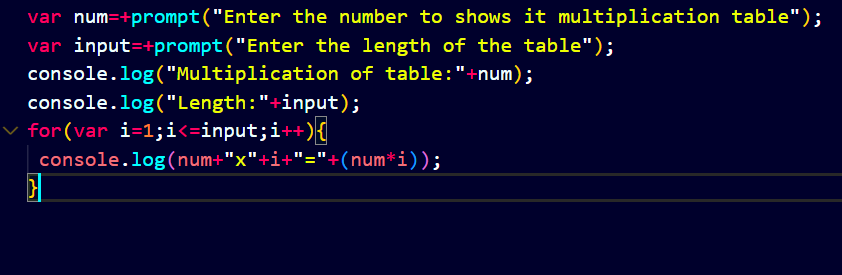 var num=+prompt("Enter the number to shows it multiplication table");
var input=+prompt("Enter the length of the table");
console.log("Multiplication of table:"+num);
console.log("Length:"+input);
for(var i=1;i<=input;i++){
console.log(num+"x"+i+"="+(num*i));
}